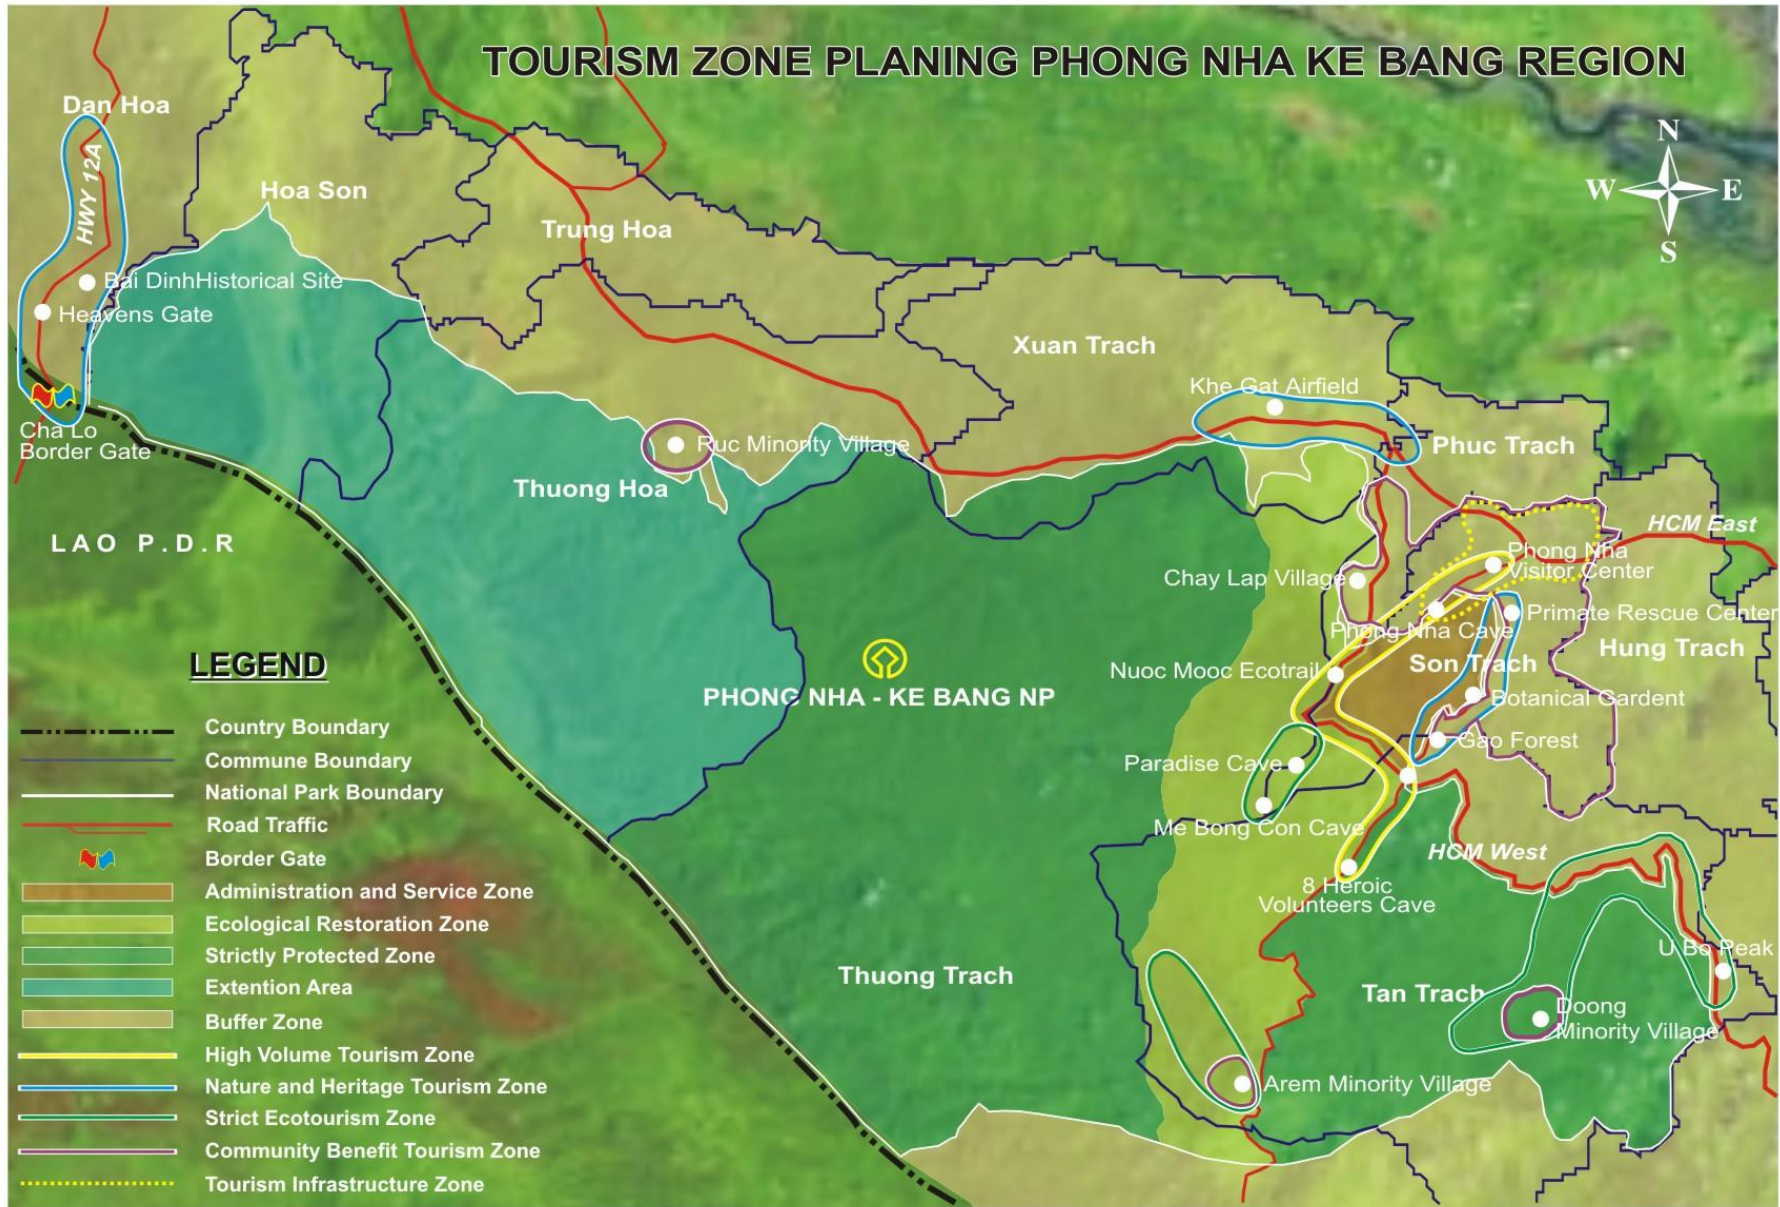 TOURISM ZONE PLANING PHONG NHA KE BANG REGION
N
W
E
S
Dan Hoa
HWY 12A
Hoa Son
Trung Hoa
Bai DinhHistorical Site
Heavens Gate
Xuan Trach
Khe Gat Airfield
Cha Lo
Border Gate
Ruc Minority Village
Phuc Trach
Thuong Hoa
LAO P.D.R
HCM East
Phong Nha
Visitor Center
Chay Lap Village
Primate Rescue Center
Phong Nha Cave
Son Trach
Hung Trach
Nuoc Mooc Ecotrail
PHONG NHA - KE BANG NP
Botanical Gardent
Gao Forest
Paradise Cave
Me Bong Con Cave
HCM West
8 Heroic
Volunteers Cave
U Bo Peak
Thuong Trach
Tan Trach
Doong
Minority Village
Arem Minority Village
LEGEND
Country Boundary
Commune Boundary
National Park Boundary
Road Traffic
Border Gate
Administration and Service Zone
Ecological Restoration Zone
Strictly Protected Zone
Extention Area
Buffer Zone
High Volume Tourism Zone
Nature and Heritage Tourism Zone
Strict Ecotourism Zone
Community Benefit Tourism Zone
Tourism Infrastructure Zone